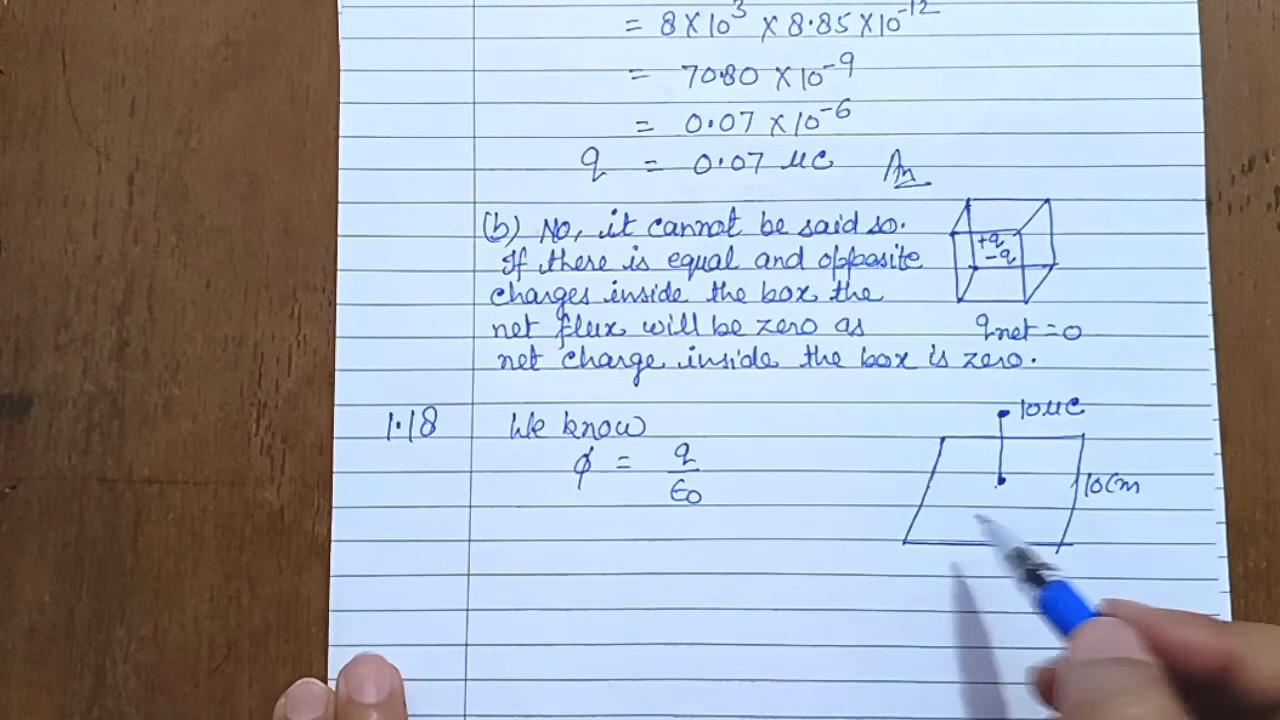 = 8×10³ × 8.85×10⁻¹²
= 70.80 ×10⁻⁹
= 0.07 ×10⁻⁶
q = 0.07 μC Ans
(b) No, it cannot be said so.
If there is equal and opposite
charges inside the box the
net flux will be zero as
net charge inside the box is zero.
+q
-q
qnet = 0
1.18 We know
ϕ = q/ϵ0
10μC
10cm